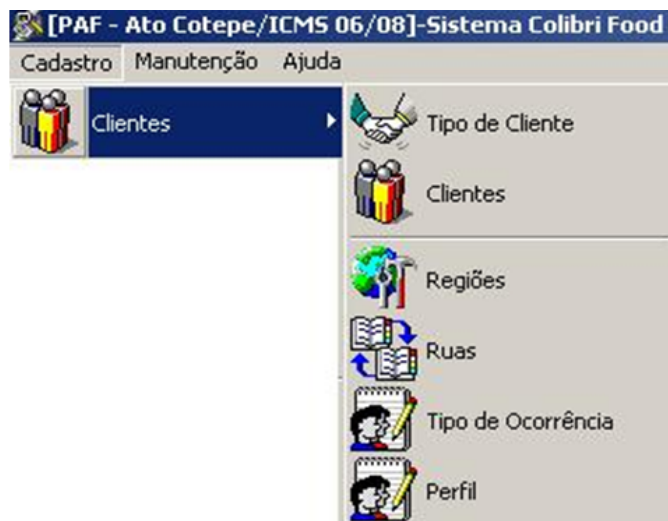 [PAF - Ato Cotepe/ICMS 06/08]-Sistema Colibri Food
Cadastro Manutenção Ajuda
Clientes
Tipo de Cliente
Clientes
Regiões
Ruas
Tipo de Ocorrência
Perfil